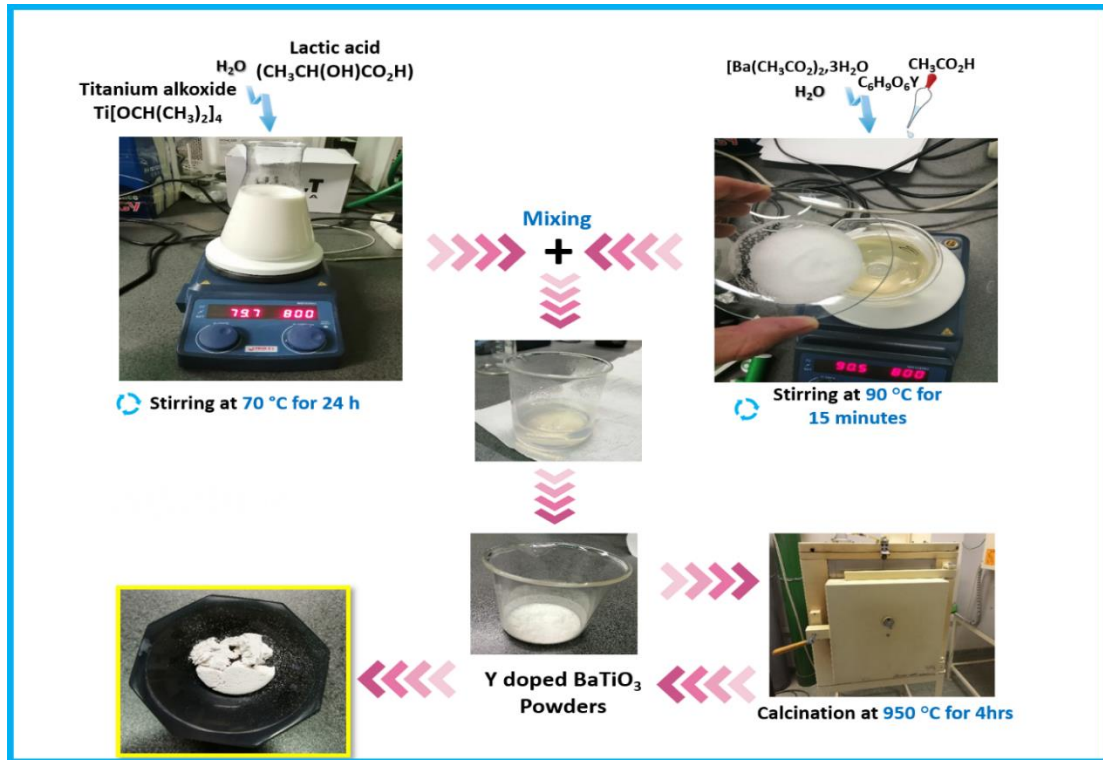 Lactic acid
H₂O (CH₃CH(OH)CO₂H)
Titanium alkoxide
Ti[OCH(CH₃)₂]₄
[Ba(CH₃CO₂)₂,3H₂O
H₂O
C₆H₉O₆Y
CH₃CO₂H
79.7 800
Stirring at 70 °C for 24 h
Mixing
+
905 800
Stirring at 90 °C for
15 minutes
Y doped BaTiO₃
Powders
Calcination at 950 °C for 4hrs